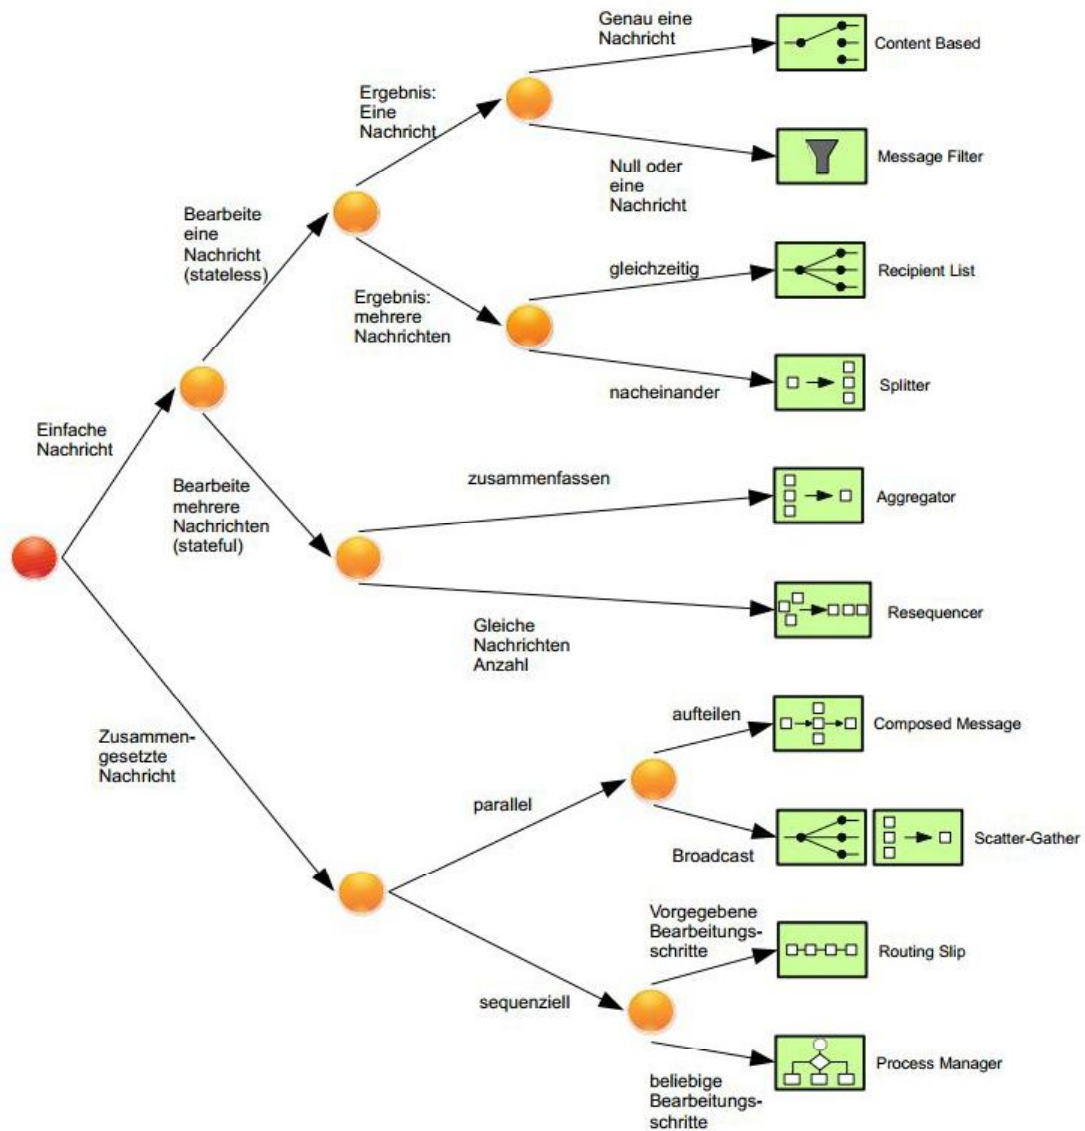 Genau eine
Nachricht
Content Based
Ergebnis:
Eine
Nachricht
Message Filter
Null oder
eine
Nachricht
Bearbeite
eine
Nachricht
(stateless)
gleichzeitig
Recipient List
Ergebnis:
mehrere
Nachrichten
nacheinander
Splitter
Einfache
Nachricht
zusammenfassen
Aggregator
Bearbeite
mehrere
Nachrichten
(stateful)
Gleiche
Nachrichten
Anzahl
Resequencer
aufteilen
Composed Message
Zusammen-
gesetzte
Nachricht
parallel
Broadcast
Scatter-Gather
Vorgegebene
Bearbeitungs-
schritte
Routing Slip
sequenziell
Process Manager
beliebige
Bearbeitungs-
schritte